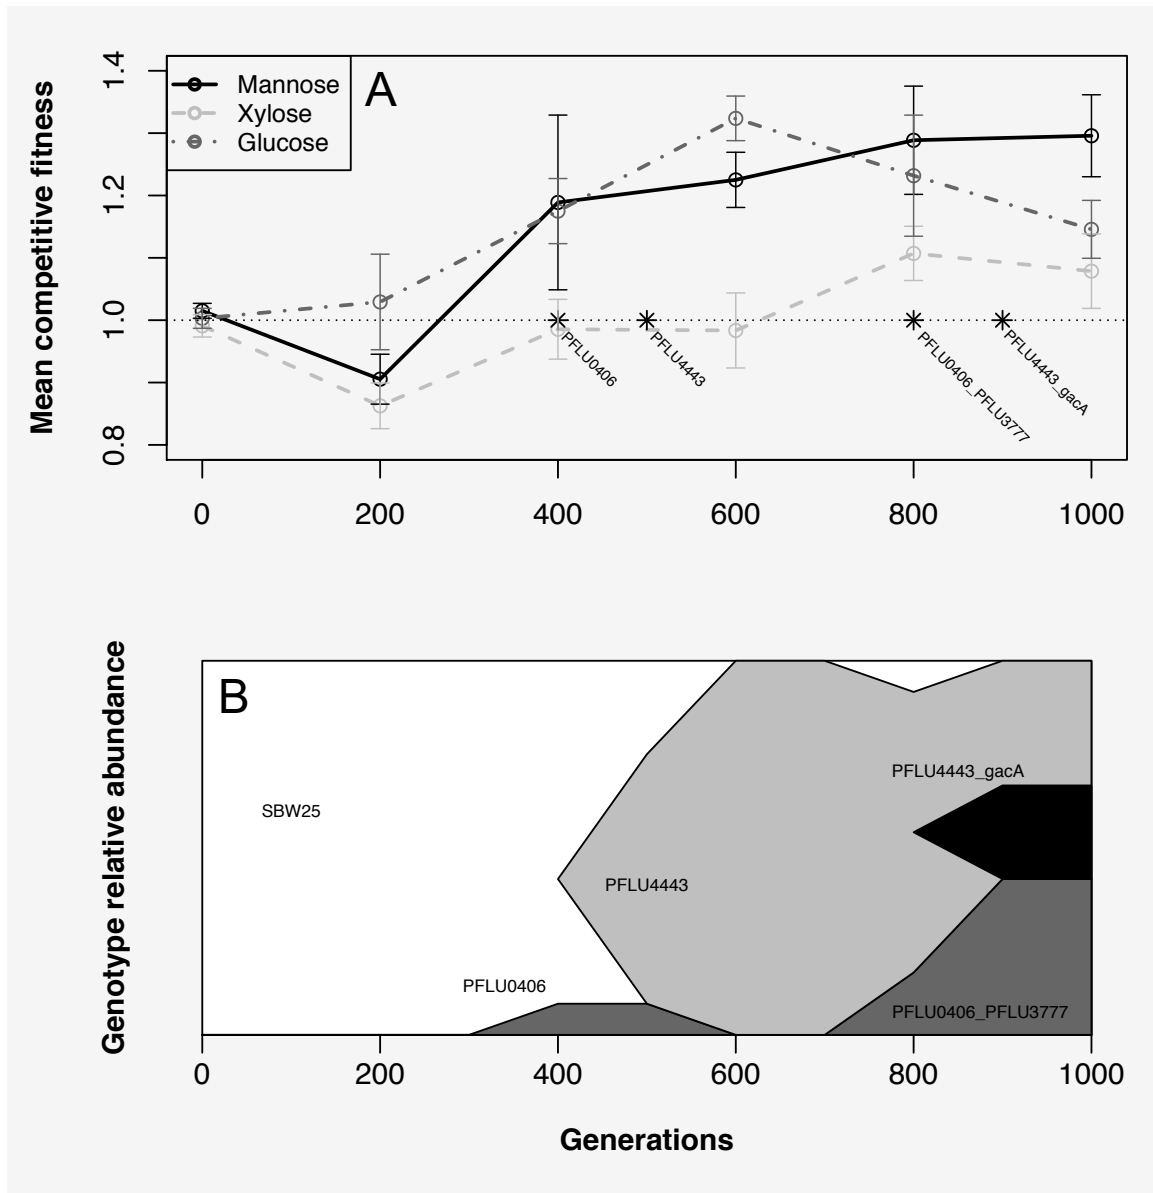 Mean competitive fitness
1.4
1.2
1.0
0.8
Mannose
Xylose
Glucose
A
PFLU0406
PFLU4443
PFLU0406_PFLU3777
PFLU4443_gacA
0 200 400 600 800 1000
Genotype relative abundance
B
SBW25
PFLU4443_gacA
PFLU4443
PFLU0406
PFLU0406_PFLU3777
0 200 400 600 800 1000
Generations